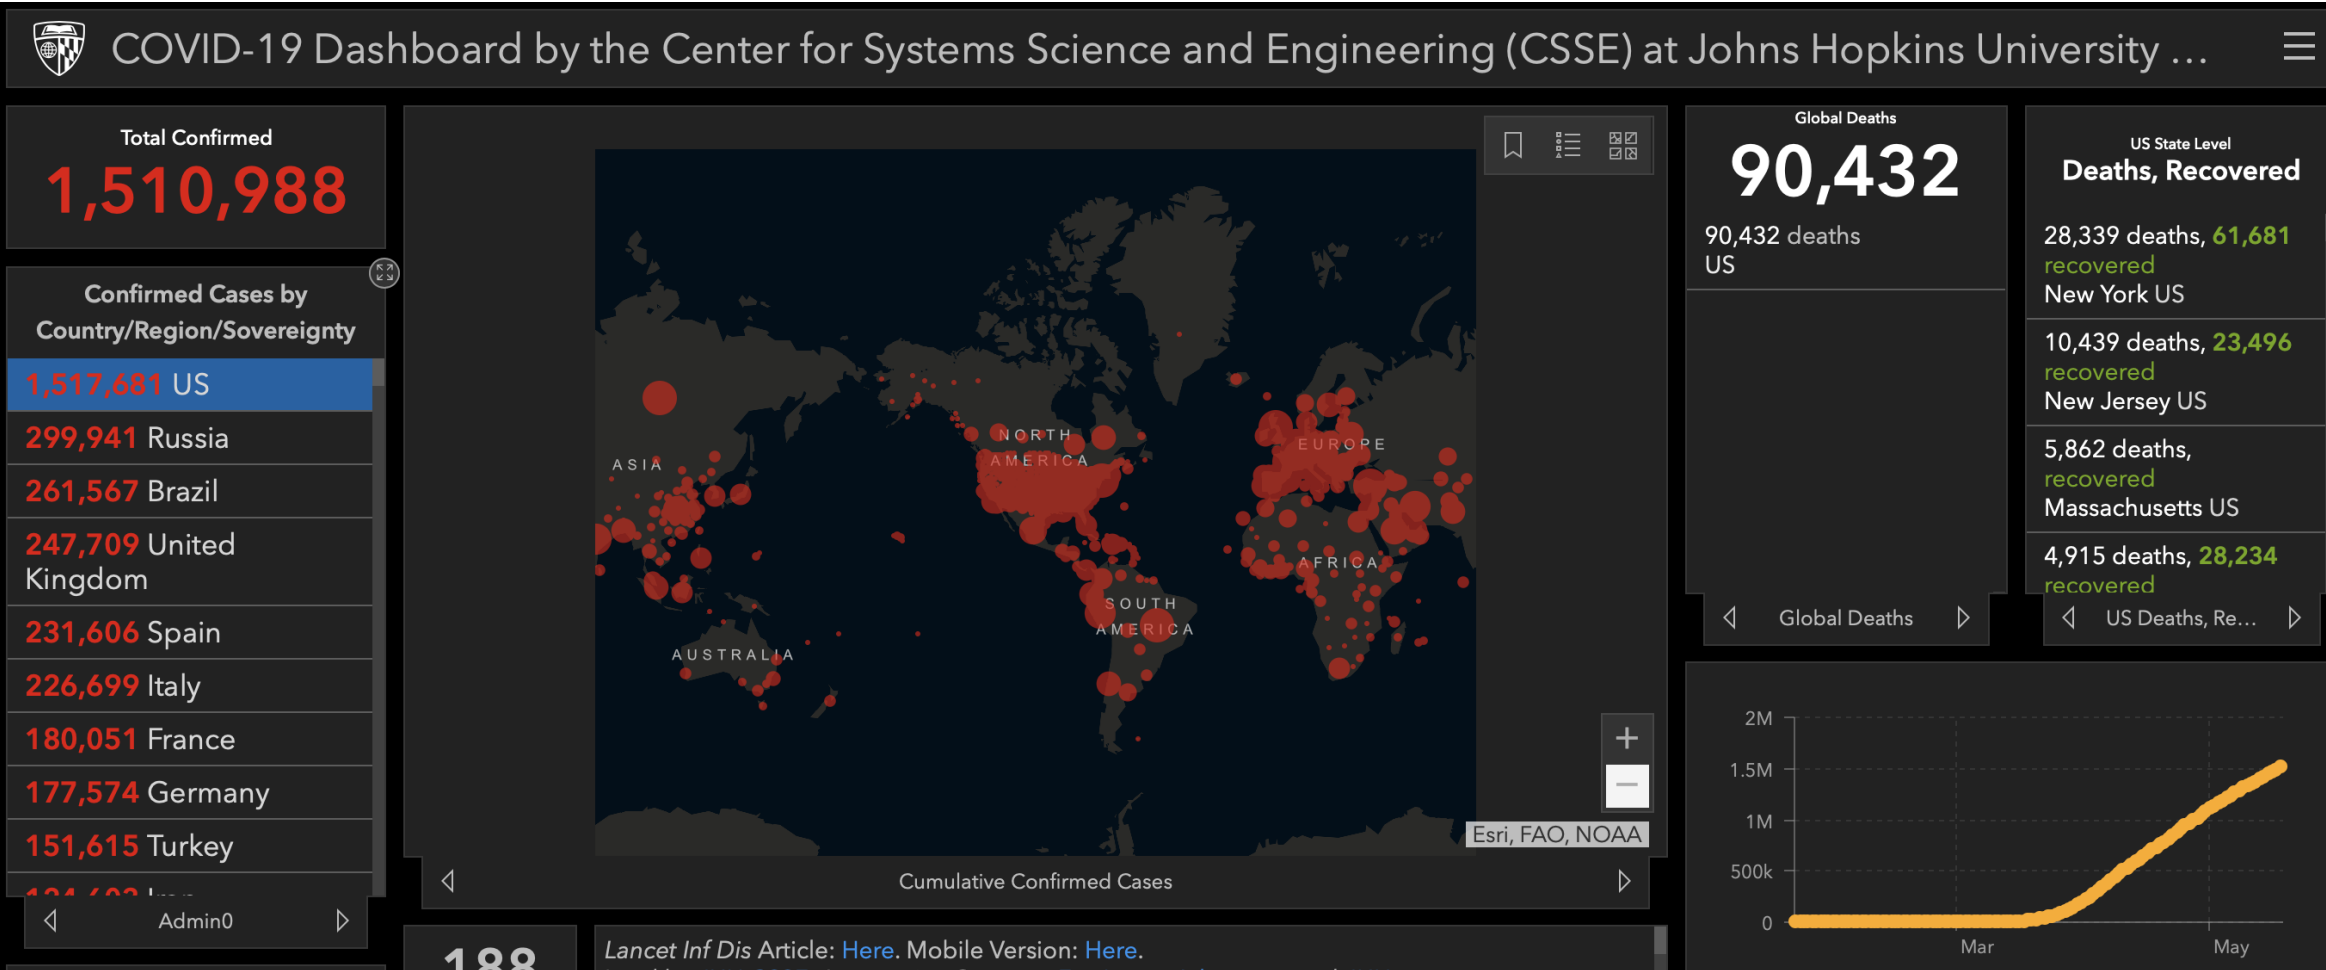 COVID-19 Dashboard by the Center for Systems Science and Engineering (CSSE) at Johns Hopkins University ...
Total Confirmed
1,510,988
Confirmed Cases by
Country/Region/Sovereignty
1,517,681 US
299,941 Russia
261,567 Brazil
247,709 United
Kingdom
231,606 Spain
226,699 Italy
180,051 France
177,574 Germany
151,615 Turkey
Admin0
ASIA
NORTH
AMERICA
EUROPE
AFRICA
SOUTH
AMERICA
AUSTRALIA
Esri, FAO, NOAA
Cumulative Confirmed Cases
188
Lancet Inf Dis Article: Here. Mobile Version: Here.
Global Deaths
90,432
90,432 deaths
US
Global Deaths
US State Level
Deaths, Recovered
28,339 deaths, 61,681
recovered
New York US
10,439 deaths, 23,496
recovered
New Jersey US
5,862 deaths,
recovered
Massachusetts US
4,915 deaths, 28,234
recovered
US Deaths, Re...
2M
1.5M
1M
500k
0
Mar
May